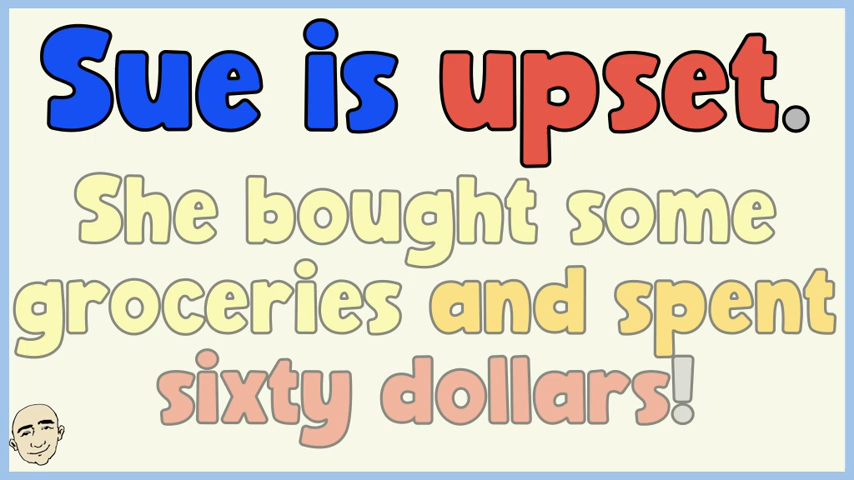 Sue is upset.
She bought some
groceries and spent
sixty dollars!